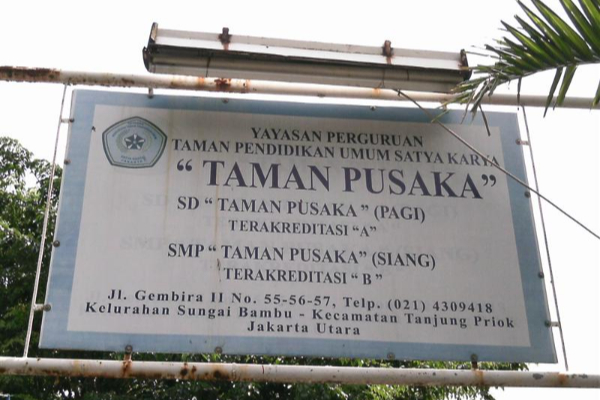 YAYASAN PERGURUAN
TAMAN PENDIDIKAN UMUM SATYA KARYA
“ TAMAN PUSAKA”
SD “ TAMAN PUSAKA ” (PAGI)
TERAKREDITASI “A”
SMP “ TAMAN PUSAKA” (SIANG)
TERAKREDITASI “ B ”
Jl. Gembira II No. 55-56-57, Telp. (021) 4309418
Kelurahan Sungai Bambu - Kecamatan Tanjung Priok
Jakarta Utara